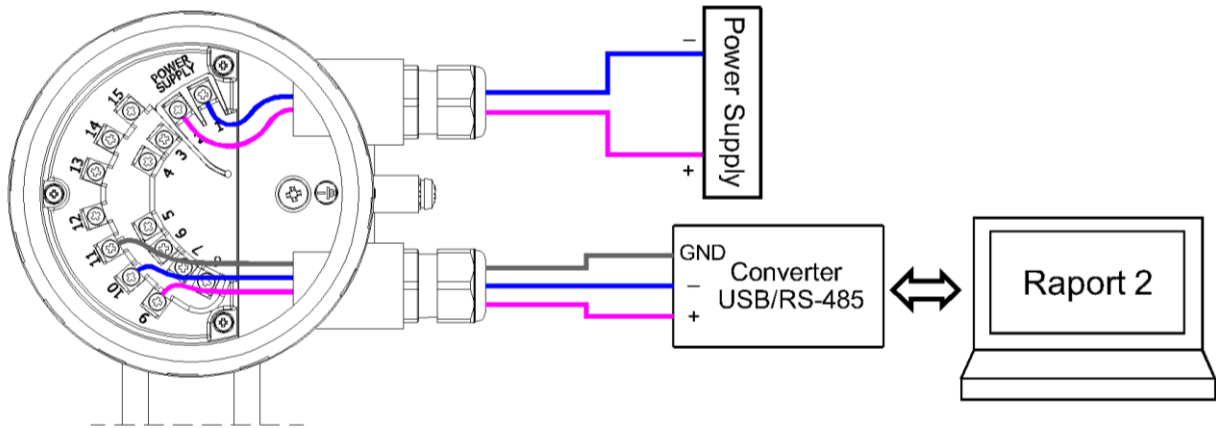 POWER
SUPPLY
15
14
13
12
11
10
9
1
2
3
4
5
6
7
8
–
Power Supply
+
GND
–
+
Converter
USB/RS-485
Raport 2